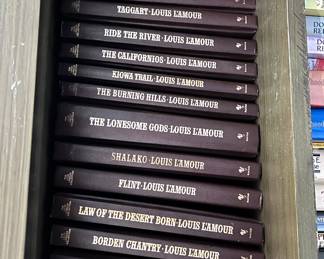 TAGGART · LOUIS L'AMOUR
RIDE THE RIVER · LOUIS L'AMOUR
THE CALIFORNIOS · LOUIS L'AMOUR
KIOWA TRAIL · LOUIS L'AMOUR
THE BURNING HILLS · LOUIS L'AMOUR
THE LONESOME GODS · LOUIS L'AMOUR
SHALAKO · LOUIS L'AMOUR
FLINT · LOUIS L'AMOUR
LAW OF THE DESERT BORN · LOUIS L'AMOUR
BORDEN CHANTRY · LOUIS L'AMOUR